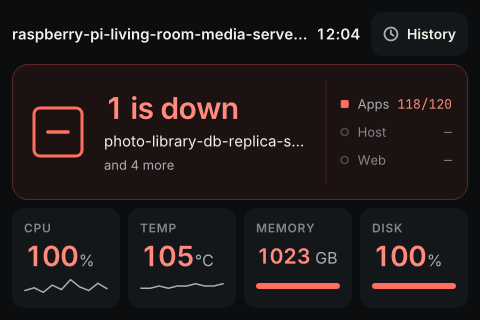 raspberry-pi-living-room-media-serve… 12:04 History
1 is down
photo-library-db-replica-s…
and 4 more
Apps 118/120
Host –
Web –
CPU
100%
TEMP
105°C
MEMORY
1023 GB
DISK
100%